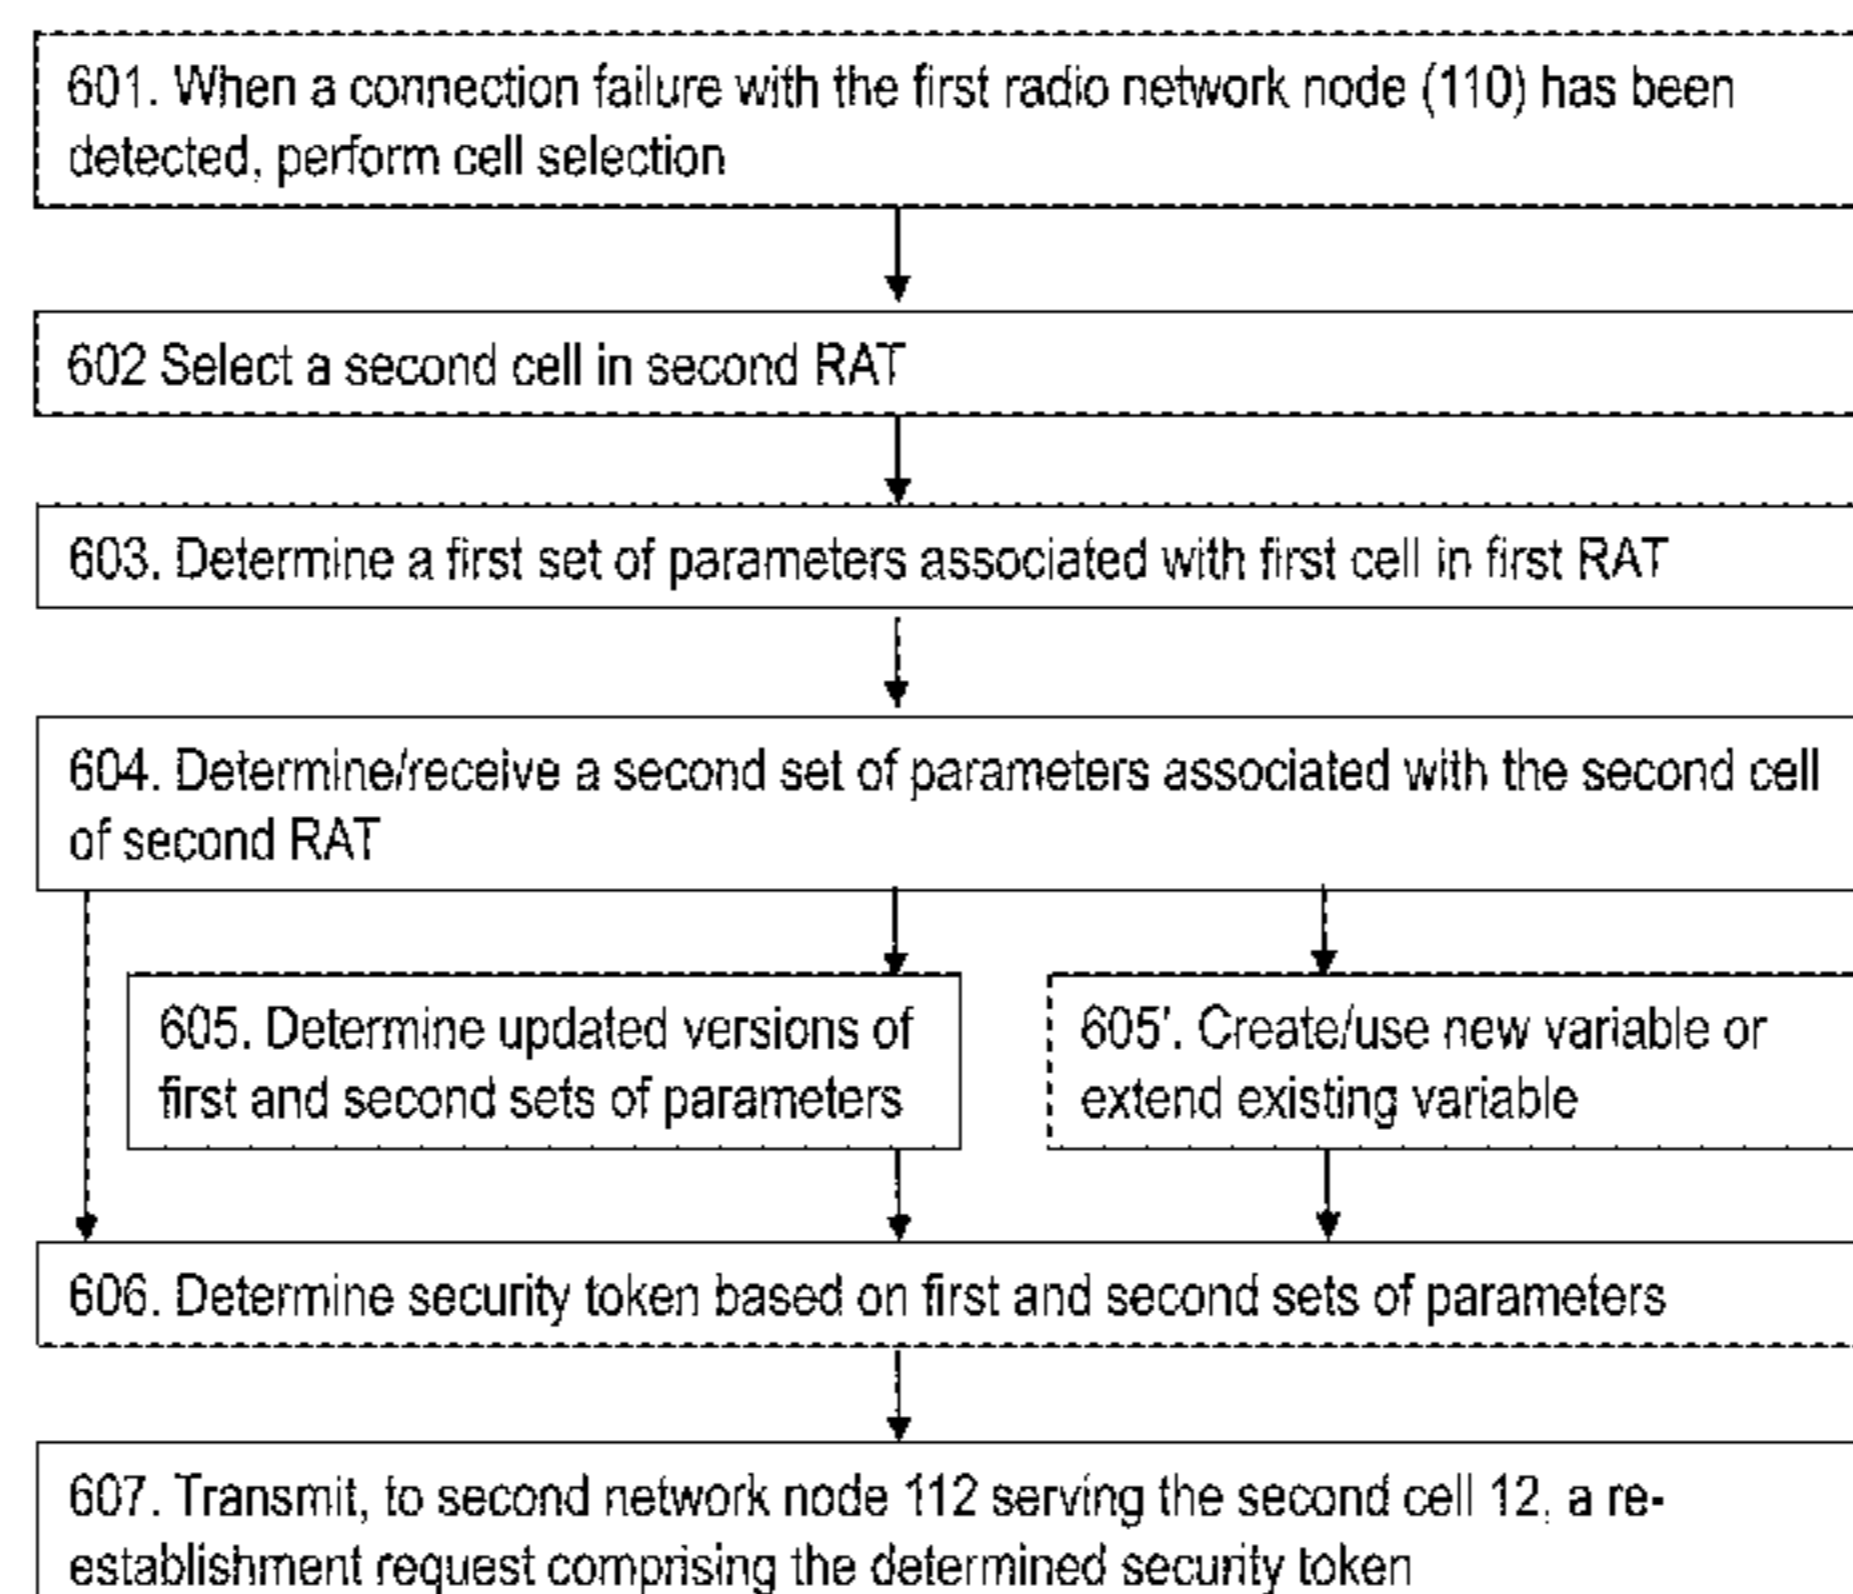 601. When a connection failure with the first radio network node (110) has been
detected, perform cell selection
602 Select a second cell in second RAT
603. Determine a first set of parameters associated with first cell in first RAT
604. Determine/receive a second set of parameters associated with the second cell
of second RAT
605. Determine updated versions of
first and second sets of parameters
605'. Create/use new variable or
extend existing variable
606. Determine security token based on first and second sets of parameters
607. Transmit, to second network node 112 serving the second cell 12, a re-
establishment request comprising the determined security token